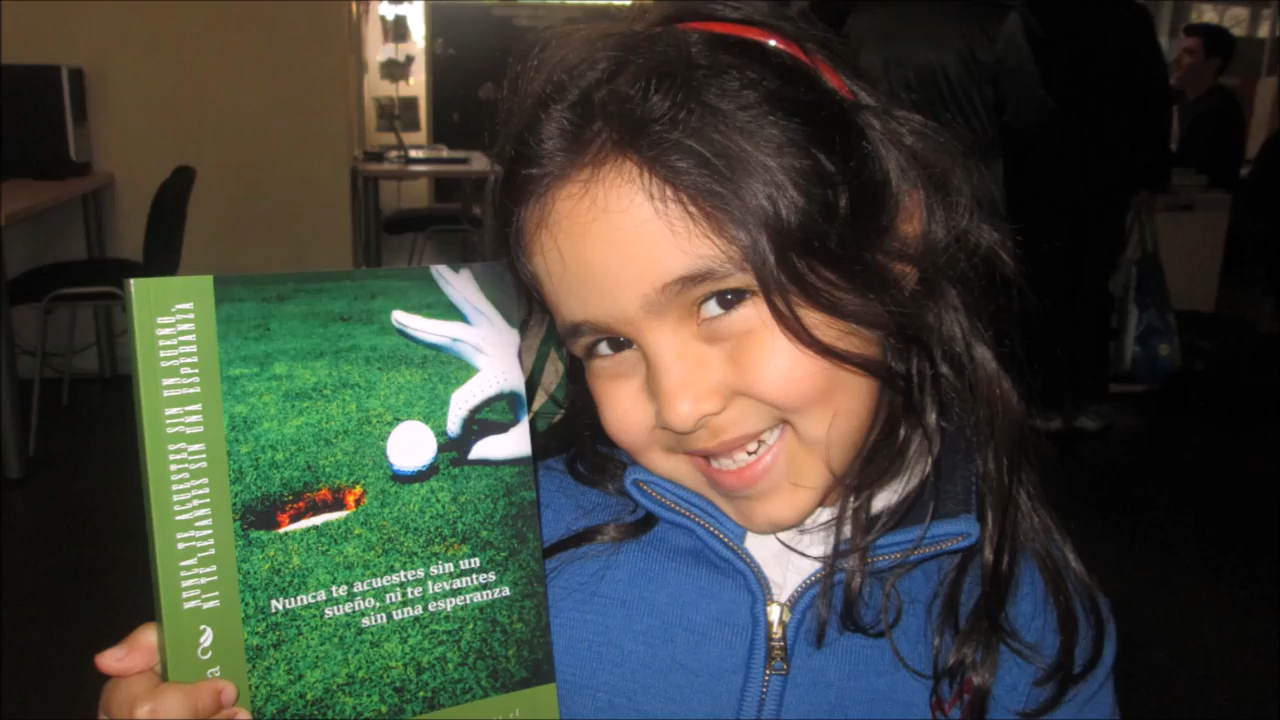 NUNCA TE ACUESTES SIN UN SUEÑO,
NI TE LEVANTES SIN UNA ESPERANZA
Nunca te acuestes sin un
sueño, ni te levantes
sin una esperanza